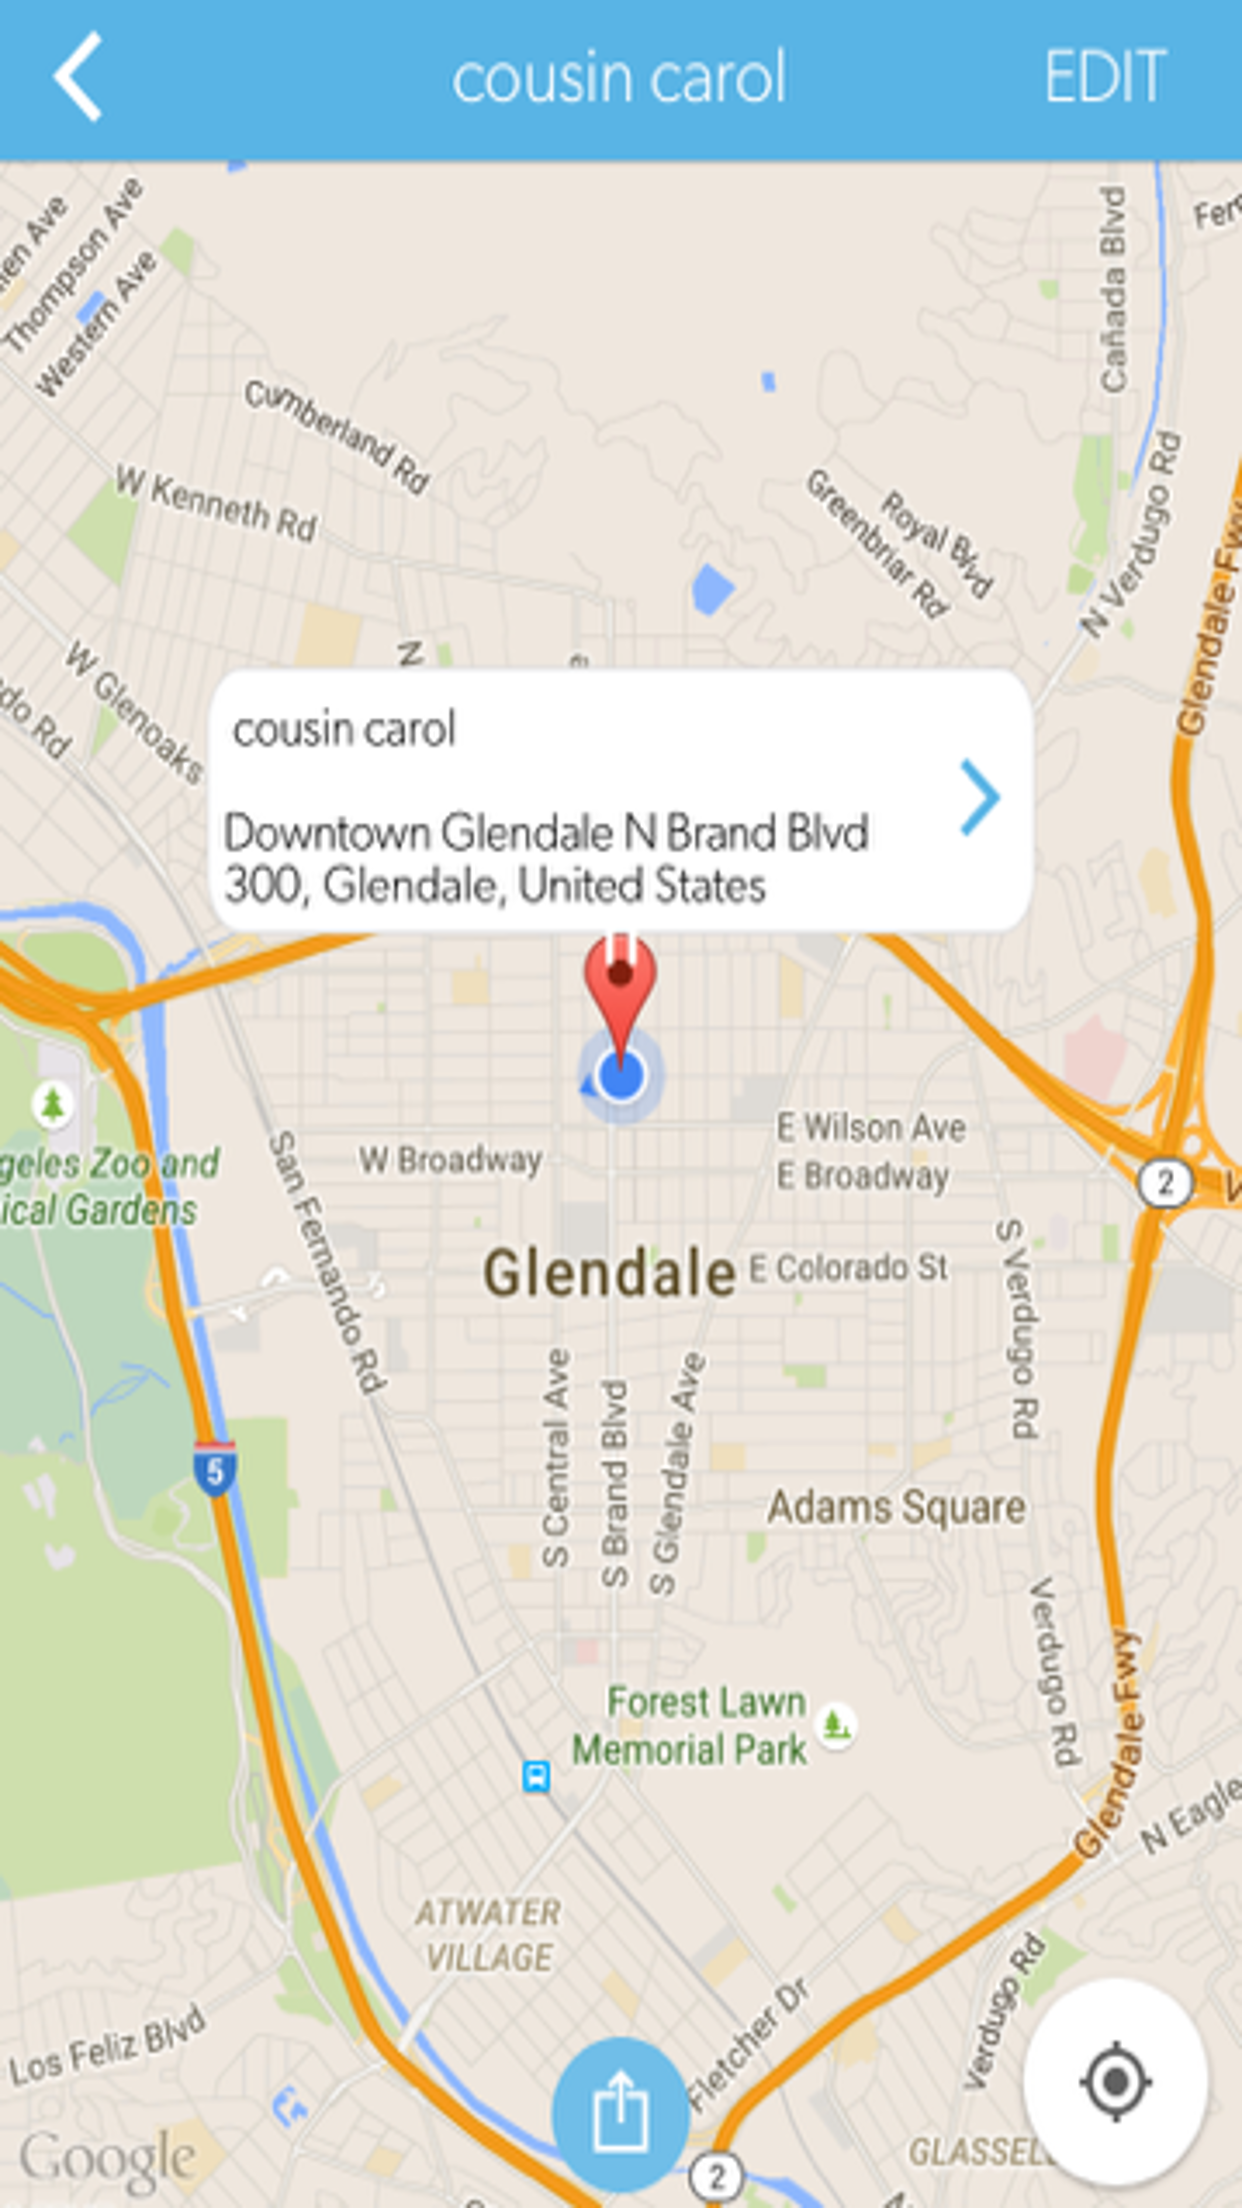 cousin carol
EDIT
Thompson Ave
Western Ave
Cañada Blvd
Cumberland Rd
W Kenneth Rd
Royal Blvd
Greenbriar Rd
N Verdugo Rd
Glendale Fwy
W Glenoaks
N
cousin carol
Downtown Glendale N Brand Blvd
300, Glendale, United States
geles Zoo and
ical Gardens
San Fernando Rd
W Broadway
E Wilson Ave
E Broadway
2
Glendale
E Colorado St
S Verdugo Rd
5
S Central Ave
S Brand Blvd
S Glendale Ave
Adams Square
Verdugo Rd
Glendale Fwy
Forest Lawn
Memorial Park
N Eagle
ATWATER
VILLAGE
Fletcher Dr
Verdugo Rd
Los Feliz Blvd
Google
GLASSEL
2